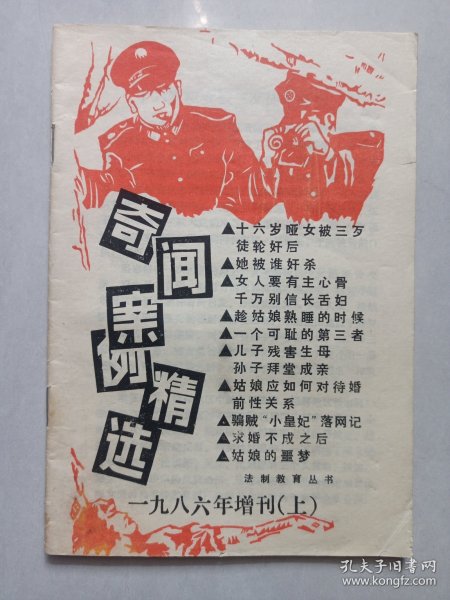 奇闻
案例
精选
▲十六岁哑女被三歹
徒轮奸后
▲她被谁奸杀
▲女人要有主心骨
千万别信长舌妇
▲趁姑娘熟睡的时候
▲一个可耻的第三者
▲儿子残害生母
孙子拜堂成亲
▲姑娘应如何对待婚
前性关系
▲骗贼“小皇妃”落网记
▲求婚不成之后
▲姑娘的噩梦
法制教育丛书
一九八六年增刊(上)
孔夫子旧书网
www.kongfz.com